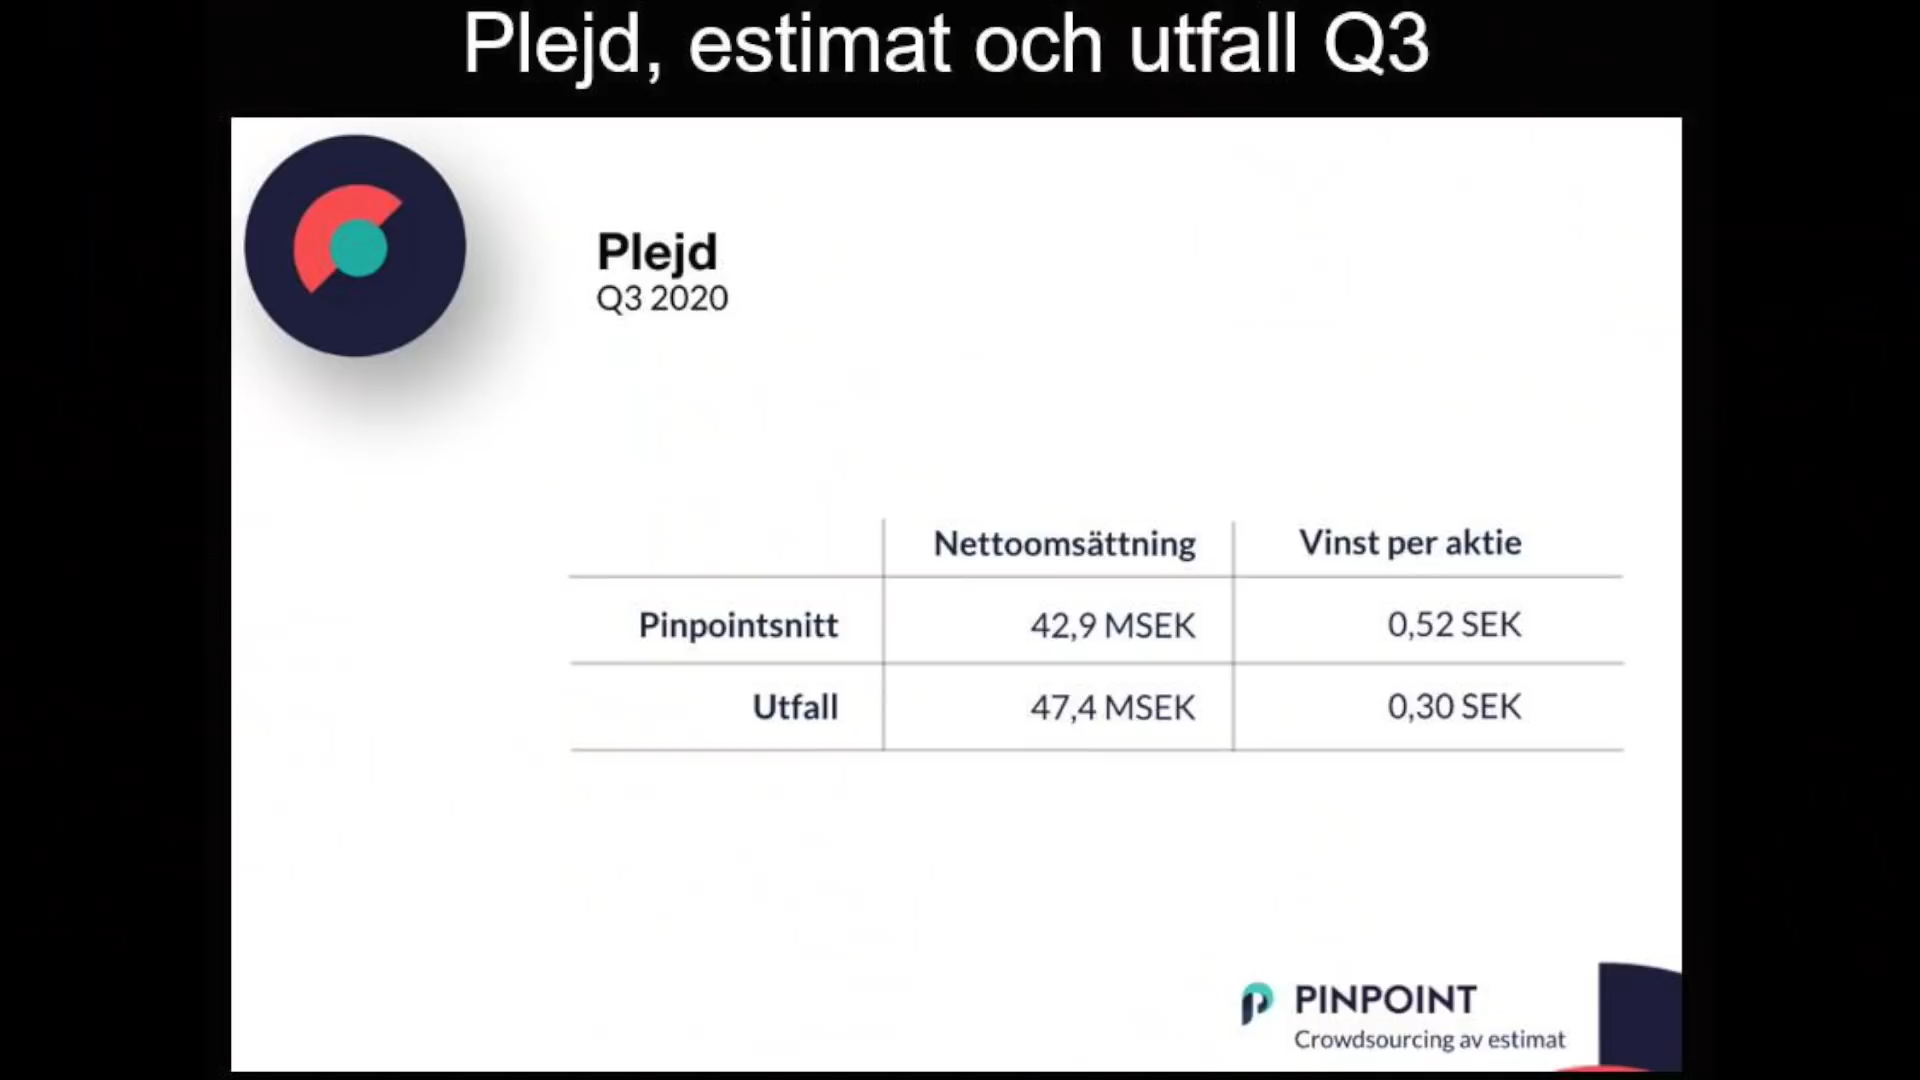 Plejd, estimat och utfall Q3
Plejd
Q3 2020
Nettoomsättning Vinst per aktie
Pinpointsnitt 42,9 MSEK 0,52 SEK
Utfall 47,4 MSEK 0,30 SEK
PINPOINT
Crowdsourcing av estimat